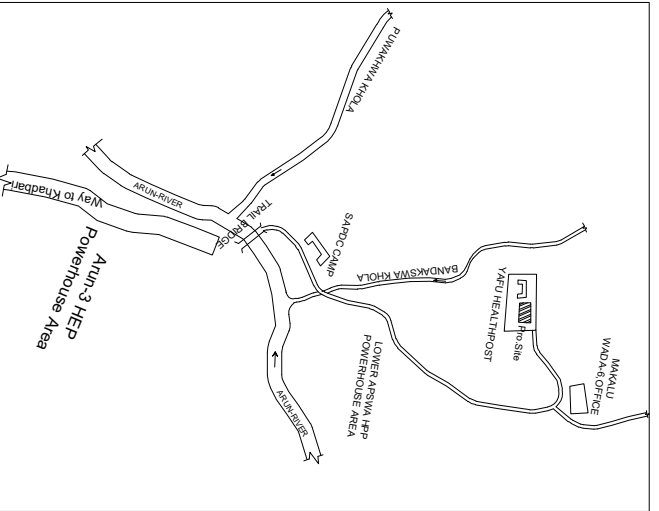 PUWAKHWA KHOLA
ARUN-RIVER
Way to Khadbari
TRAIL BRIDGE
SAPDC CAMP
BANDAKSWA KHOLA
YAFU HEALTHPOST
Pro.Site
MAKALU
WADA-6,OFFICE
LOWER APSWA HPP
POWERHOUSE AREA
ARUN-RIVER
Arun-3 HEP
Powerhouse Area